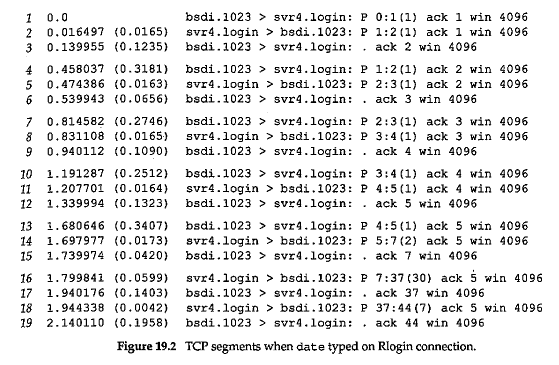 1 0.0 bsdi.1023 > svr4.login: P 0:1(1) ack 1 win 4096
2 0.016497 (0.0165) svr4.login > bsdi.1023: P 1:2(1) ack 1 win 4096
3 0.139955 (0.1235) bsdi.1023 > svr4.login: . ack 2 win 4096
4 0.458037 (0.3181) bsdi.1023 > svr4.login: P 1:2(1) ack 2 win 4096
5 0.474386 (0.0163) svr4.login > bsdi.1023: P 2:3(1) ack 2 win 4096
6 0.539943 (0.0656) bsdi.1023 > svr4.login: . ack 3 win 4096
7 0.814582 (0.2746) bsdi.1023 > svr4.login: P 2:3(1) ack 3 win 4096
8 0.831108 (0.0165) svr4.login > bsdi.1023: P 3:4(1) ack 3 win 4096
9 0.940112 (0.1090) bsdi.1023 > svr4.login: . ack 4 win 4096
10 1.191287 (0.2512) bsdi.1023 > svr4.login: P 3:4(1) ack 4 win 4096
11 1.207701 (0.0164) svr4.login > bsdi.1023: P 4:5(1) ack 4 win 4096
12 1.339994 (0.1323) bsdi.1023 > svr4.login: . ack 5 win 4096
13 1.680646 (0.3407) bsdi.1023 > svr4.login: P 4:5(1) ack 5 win 4096
14 1.697977 (0.0173) svr4.login > bsdi.1023: P 5:7(2) ack 5 win 4096
15 1.739974 (0.0420) bsdi.1023 > svr4.login: . ack 7 win 4096
16 1.799841 (0.0599) svr4.login > bsdi.1023: P 7:37(30) ack 5 win 4096
17 1.940176 (0.1403) bsdi.1023 > svr4.login: . ack 37 win 4096
18 1.944338 (0.0042) svr4.login > bsdi.1023: P 37:44(7) ack 5 win 4096
19 2.140110 (0.1958) bsdi.1023 > svr4.login: . ack 44 win 4096
Figure 19.2 TCP segments when date typed on Rlogin connection.